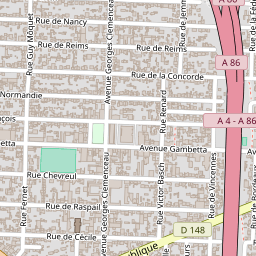 A 86
Rue de Nancy
Rue de Reims
Rue de Reims
A 86
Rue de la Concorde
Normandie
Rue Guy Môquet
Avenue Georges Clemenceau
Rue Renard
A 4 - A 86
Avenue Gambetta
Rue Chevreul
Rue Ferret
Avenue Georges Clemenceau
Rue Victor Basch
Rue de Vincennes
Rue de Raspail
D 148
Rue de Cécile